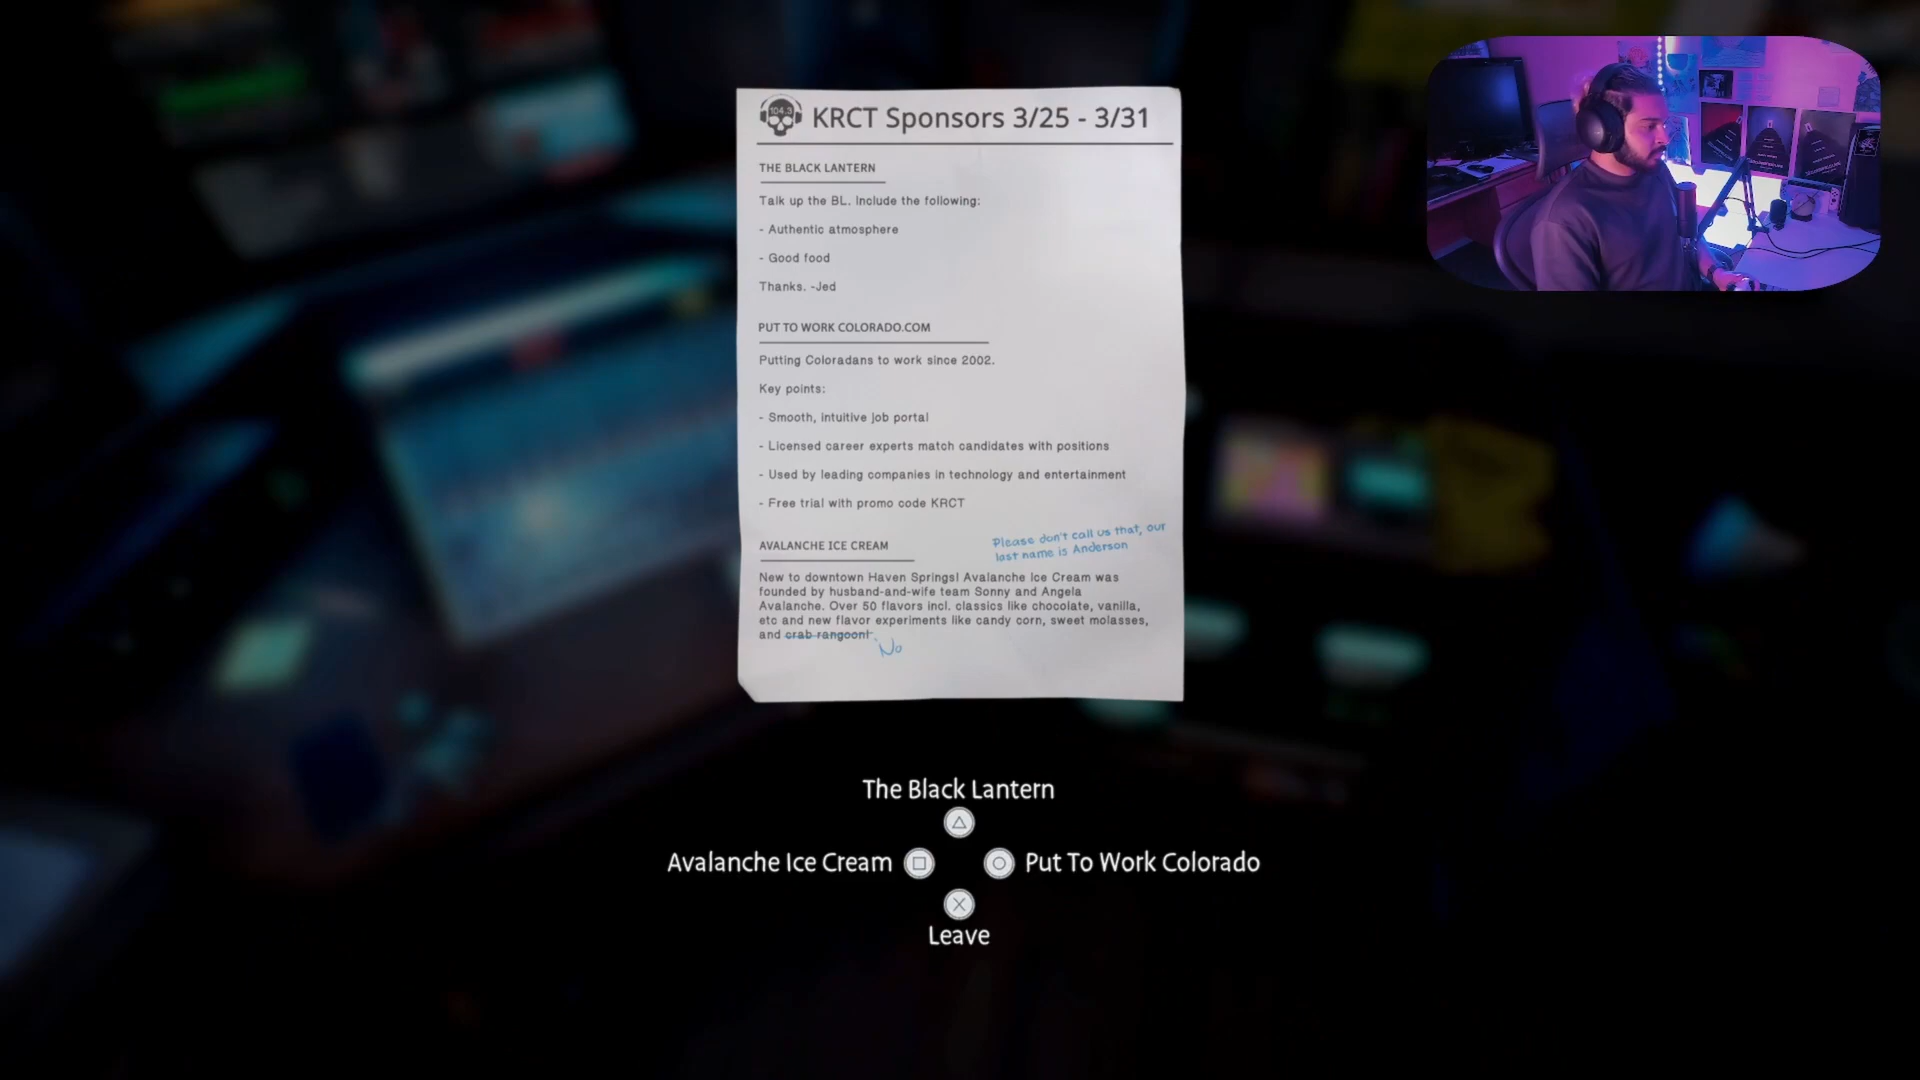 104.3
KRCT Sponsors 3/25 - 3/31
THE BLACK LANTERN
Talk up the BL. Include the following:
- Authentic atmosphere
- Good food
Thanks. -Jed
PUT TO WORK COLORADO.COM
Putting Coloradans to work since 2002.
Key points:
- Smooth, intuitive job portal
- Licensed career experts match candidates with positions
- Used by leading companies in technology and entertainment
- Free trial with promo code KRCT
Please don't call us that, our
last name is Anderson
AVALANCHE ICE CREAM
New to downtown Haven Springs! Avalanche Ice Cream was
founded by husband-and-wife team Sonny and Angela
Avalanche. Over 50 flavors incl. classics like chocolate, vanilla,
etc and new flavor experiments like candy corn, sweet molasses,
and crab rangoon!
No
The Black Lantern
Avalanche Ice Cream
Put To Work Colorado
Leave